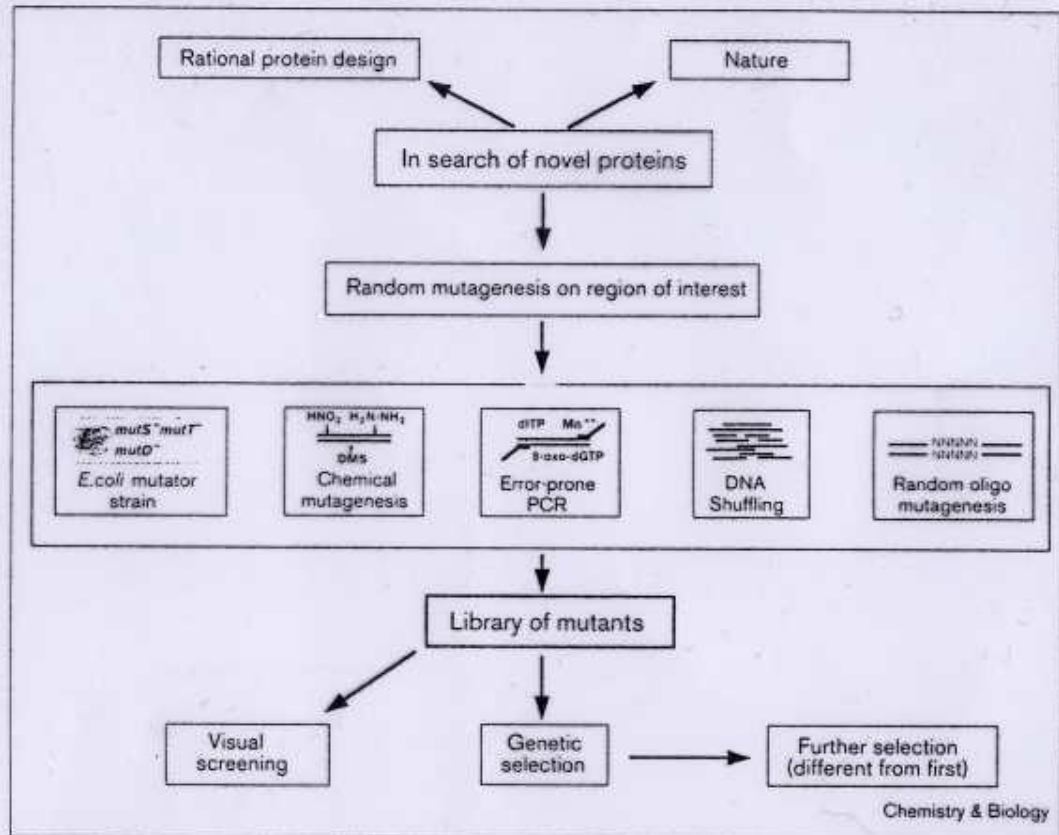 Rational protein design
Nature
In search of novel proteins
Random mutagenesis on region of interest
mutS⁻mutT⁻
mutD⁻
E.coli mutator
strain
HNO₂ H₂N-NH₂
DMS
Chemical
mutagenesis
dITP Mn⁺⁺
8-oxo-dGTP
Error-prone
PCR
DNA
Shuffling
NNNNN
NNNNN
Random oligo
mutagenesis
Library of mutants
Visual
screening
Genetic
selection
Further selection
(different from first)
Chemistry & Biology